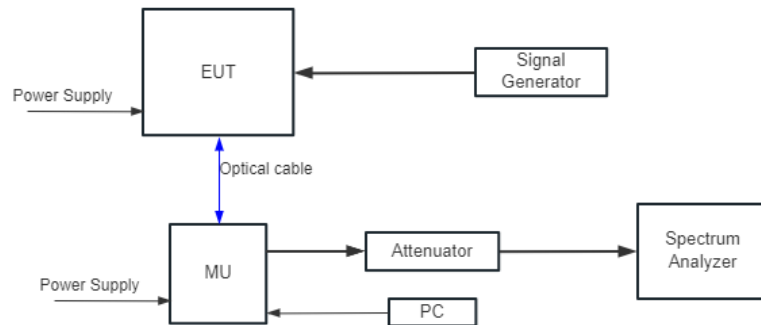 EUT
Signal
Generator
Power Supply
Optical cable
MU
Attenuator
Spectrum
Analyzer
Power Supply
PC